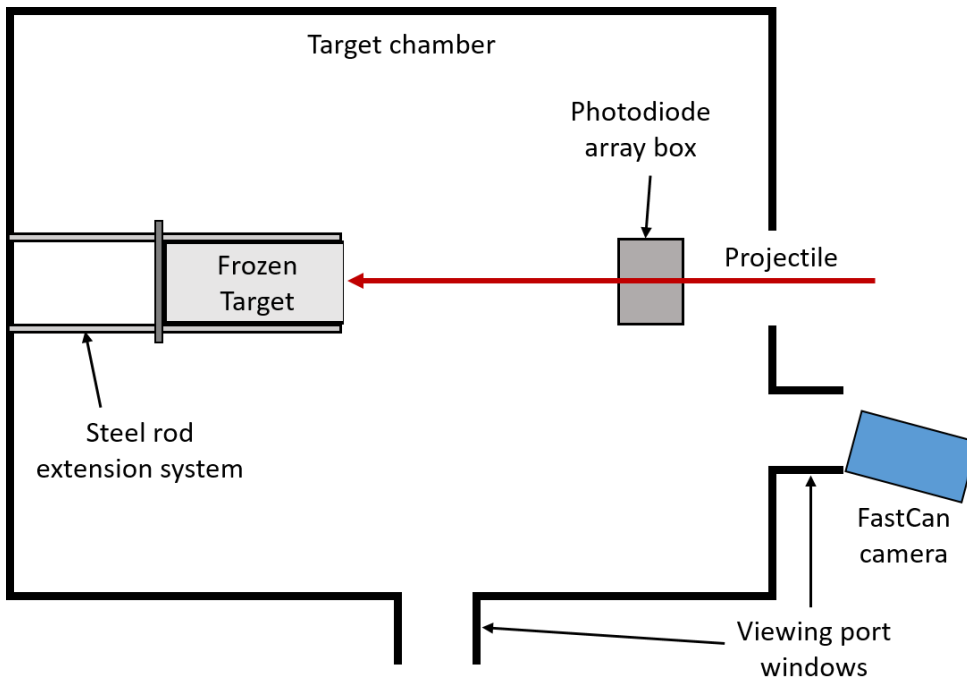 Target chamber
Photodiode
array box
Projectile
Frozen
Target
Steel rod
extension system
FastCan
camera
Viewing port
windows